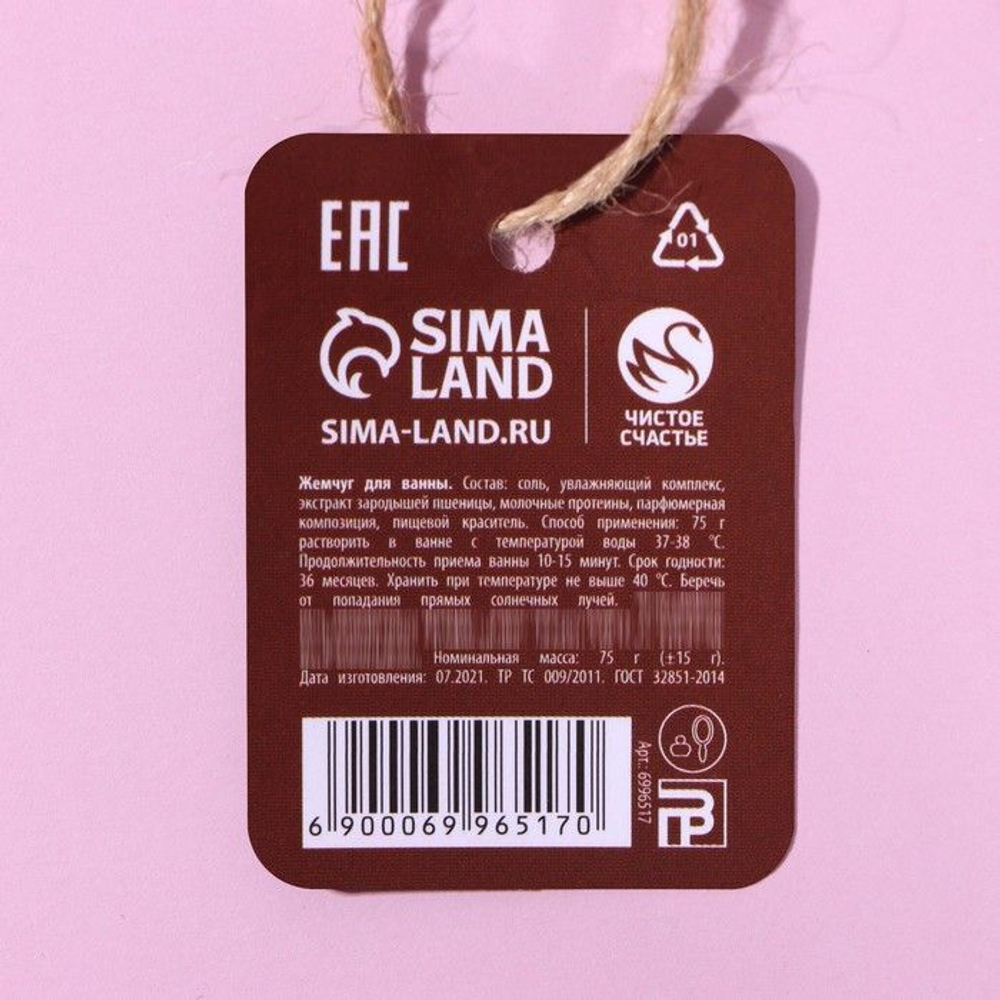 EAC
01
SIMA
LAND
SIMA-LAND.RU
ЧИСТОЕ
СЧАСТЬЕ
Жемчуг для ванны. Состав: соль, увлажняющий комплекс,
экстракт зародышей пшеницы, молочные протеины, парфюмерная
композиция, пищевой краситель. Способ применения: 75 г
растворить в ванне с температурой воды 37-38 °С.
Продолжительность приема ванны 10-15 минут. Срок годности:
36 месяцев. Хранить при температуре не выше 40 °С. Беречь
от попадания прямых солнечных лучей.
Номинальная масса: 75 г (±15 г).
Дата изготовления: 07.2021. ТР ТС 009/2011. ГОСТ 32851-2014
6 900069 965170
Арт.: 6996517